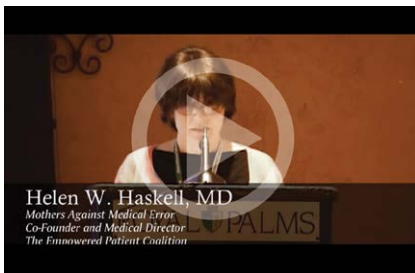 Helen W. Haskell, MD
Mothers Against Medical Error
Co-Founder and Medical Director
The Empowered Patient Coalition
PALMS